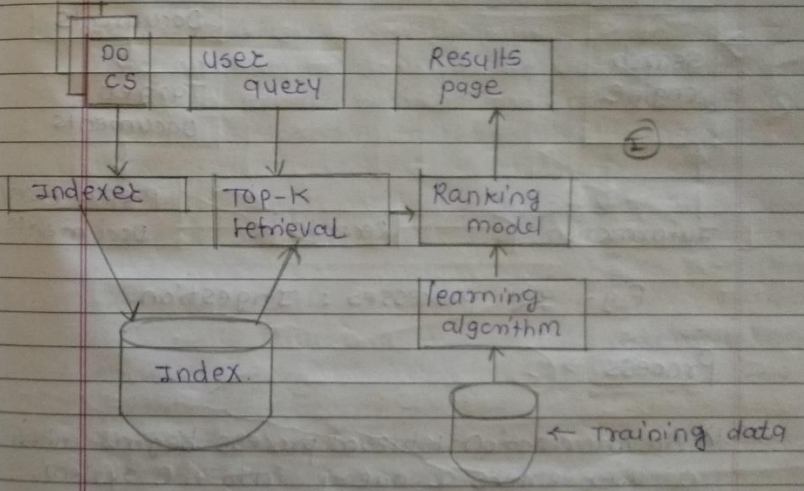 DO
CS
user
query
Results
page
I
Indexer
Top-K
retrieval
Ranking
model
learning
algorithm
Index.
← Training data